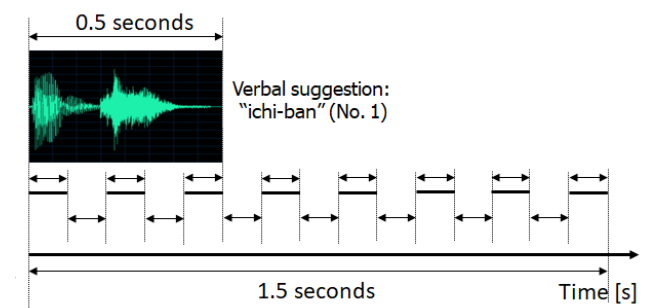 0.5 seconds
Verbal suggestion:
“ichi-ban” (No. 1)
1.5 seconds
Time [s]